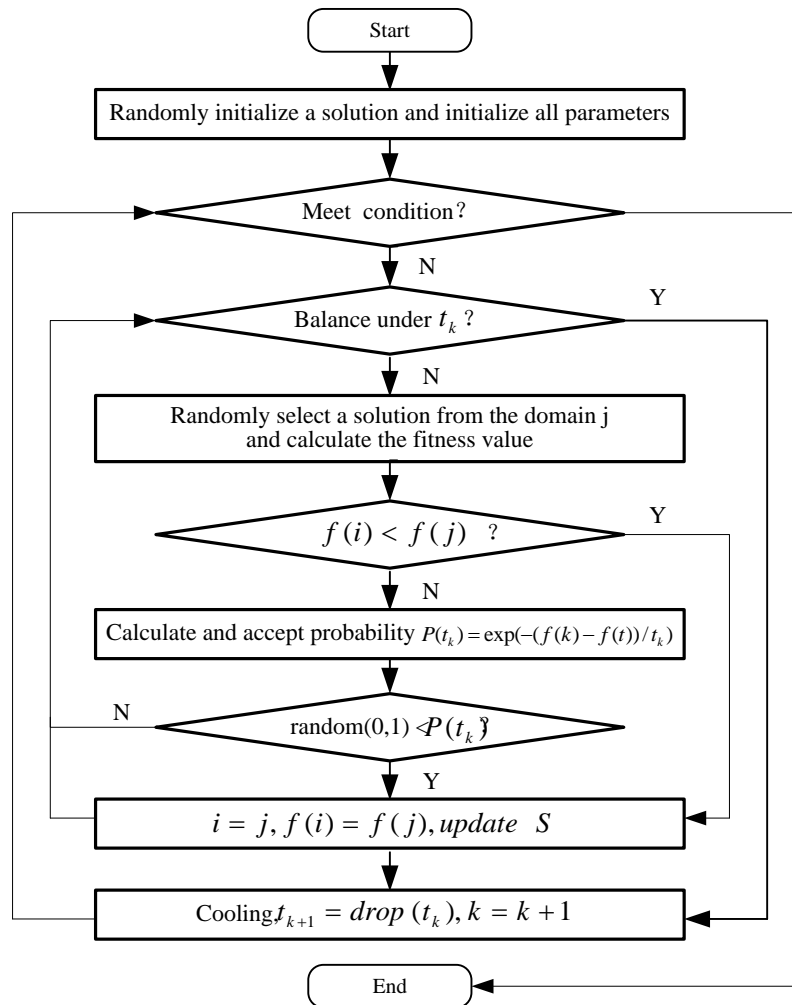 Start
Randomly initialize a solution and initialize all parameters
Meet condition?
N
Balance under t_k ?
Y
N
Randomly select a solution from the domain j
and calculate the fitness value
f(i) < f(j) ?
Y
N
Calculate and accept probability P(t_k) = exp(-(f(k) - f(t)) / t_k)
N
random(0,1) < P(t_k)?
Y
i = j, f(i) = f(j), update S
Cooling, t_{k+1} = drop(t_k), k = k + 1
End